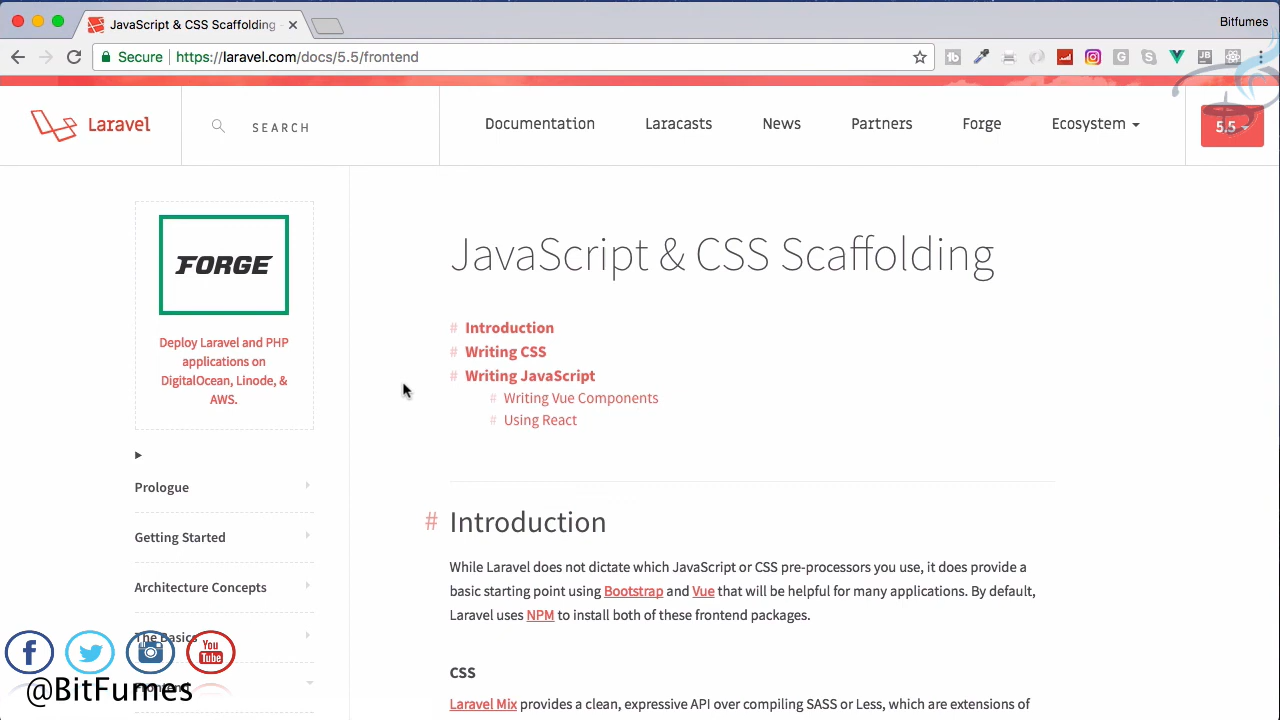 JavaScript & CSS Scaffolding
Bitfumes
Secure
https://laravel.com/docs/5.5/frontend
Laravel
SEARCH
Documentation
Laracasts
News
Partners
Forge
Ecosystem
5.5
FORGE
Deploy Laravel and PHP
applications on
DigitalOcean, Linode, &
AWS.
Prologue
Getting Started
Architecture Concepts
The Basics
Frontend
JavaScript & CSS Scaffolding
# Introduction
# Writing CSS
# Writing JavaScript
# Writing Vue Components
# Using React
# Introduction
While Laravel does not dictate which JavaScript or CSS pre-processors you use, it does provide a
basic starting point using Bootstrap and Vue that will be helpful for many applications. By default,
Laravel uses NPM to install both of these frontend packages.
CSS
Laravel Mix provides a clean, expressive API over compiling SASS or Less, which are extensions of
You
Tube
@BitFumes